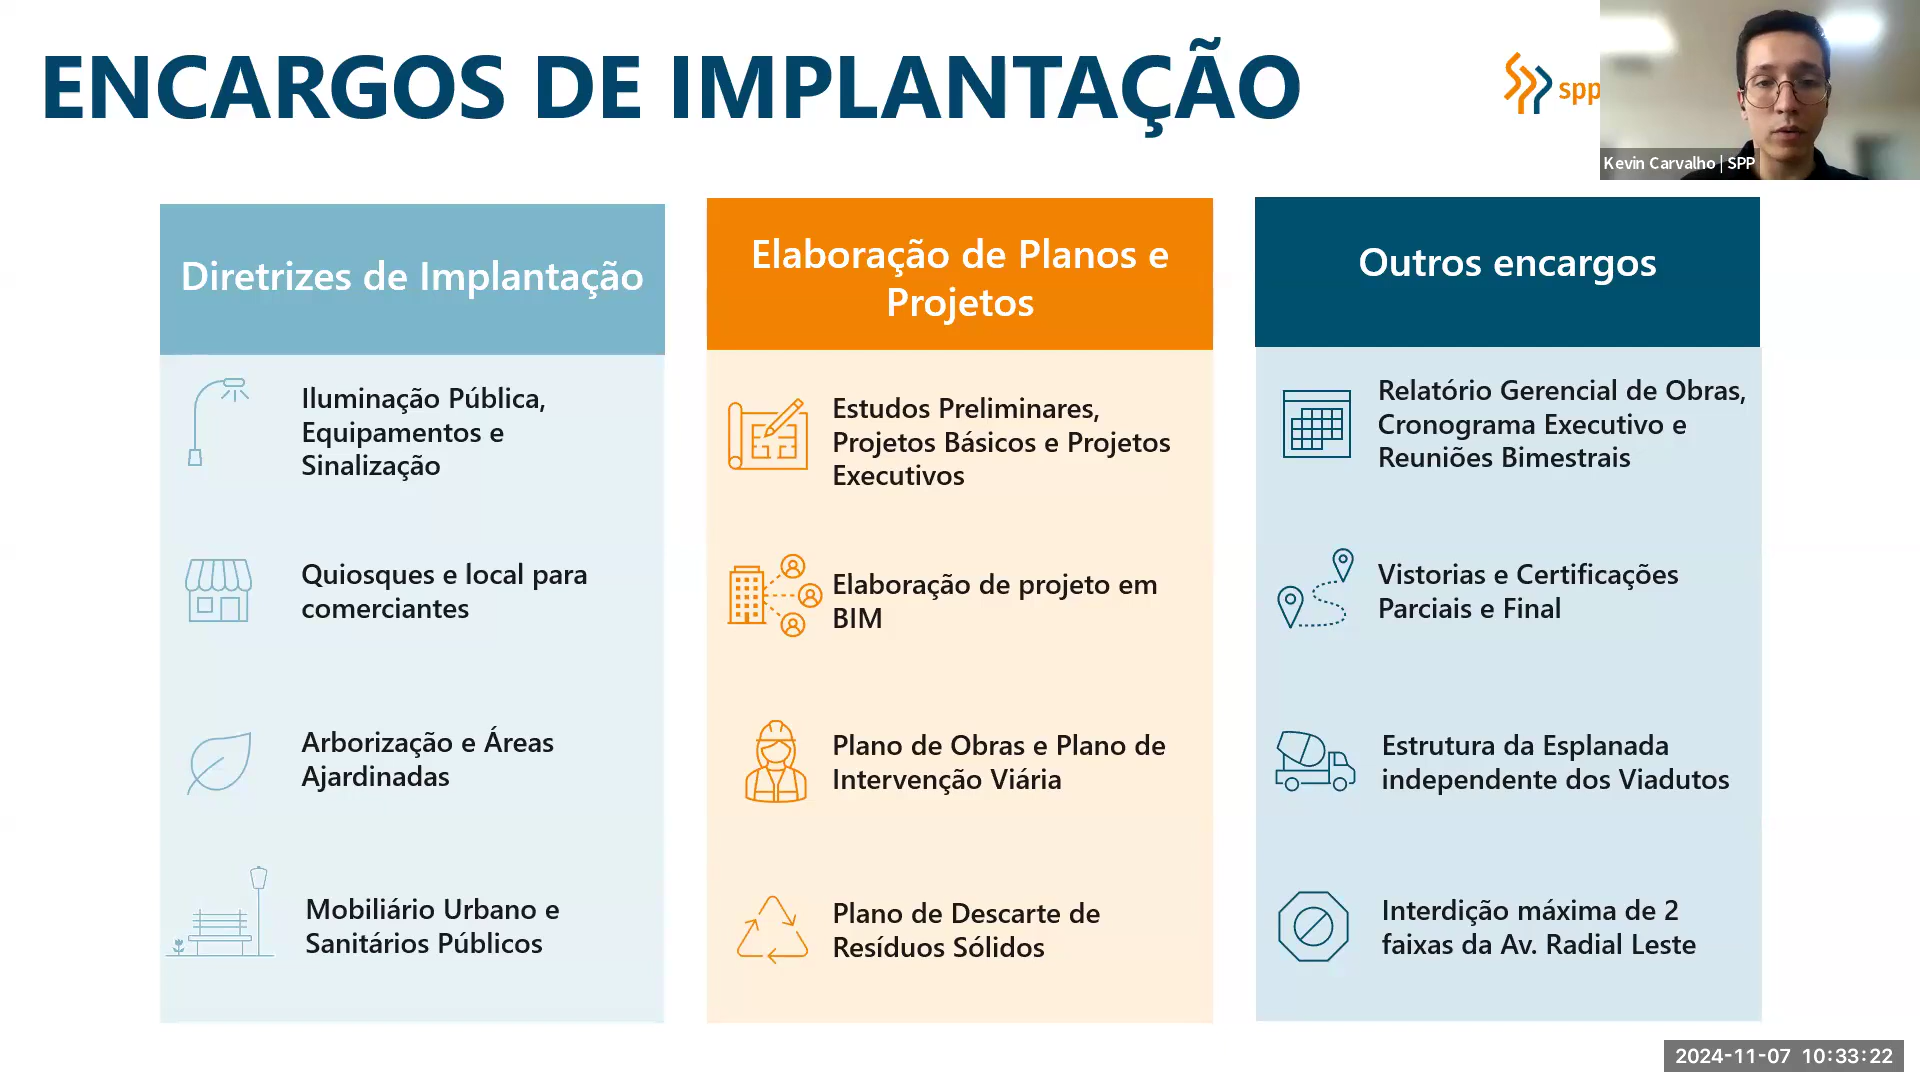 ENCARGOS DE IMPLANTAÇÃO
spp
Kevin Carvalho | SPP
Diretrizes de Implantação
Iluminação Pública,
Equipamentos e
Sinalização
Quiosques e local para
comerciantes
Arborização e Áreas
Ajardinadas
Mobiliário Urbano e
Sanitários Públicos
Elaboração de Planos e
Projetos
Estudos Preliminares,
Projetos Básicos e Projetos
Executivos
Elaboração de projeto em
BIM
Plano de Obras e Plano de
Intervenção Viária
Plano de Descarte de
Resíduos Sólidos
Outros encargos
Relatório Gerencial de Obras,
Cronograma Executivo e
Reuniões Bimestrais
Vistorias e Certificações
Parciais e Final
Estrutura da Esplanada
independente dos Viadutos
Interdição máxima de 2
faixas da Av. Radial Leste
2024-11-07 10:33:22